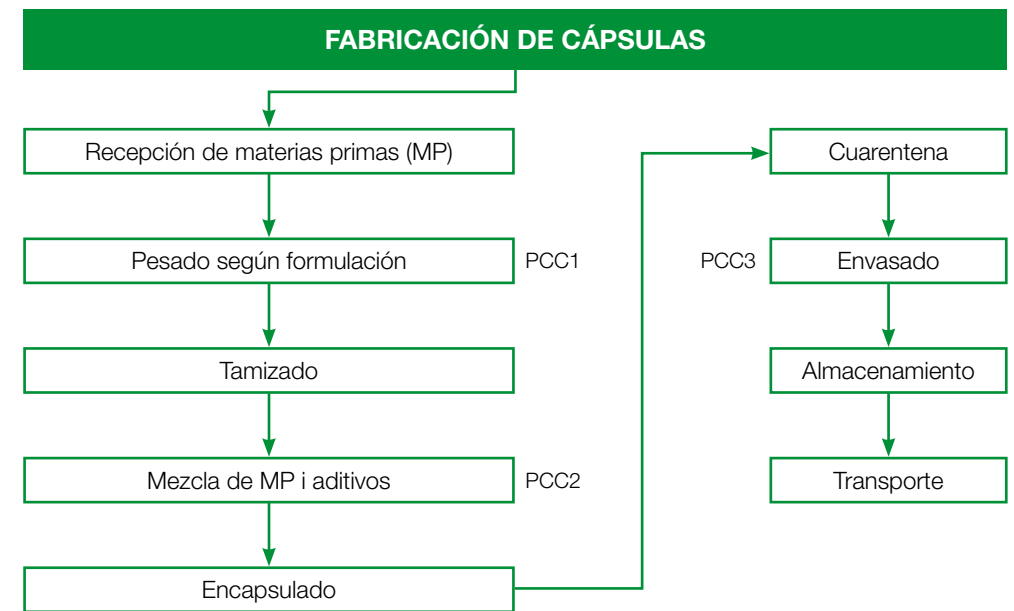 FABRICACIÓN DE CÁPSULAS
Recepción de materias primas (MP)
Pesado según formulación
PCC1
Tamizado
Mezcla de MP i aditivos
PCC2
Encapsulado
Cuarentena
PCC3
Envasado
Almacenamiento
Transporte